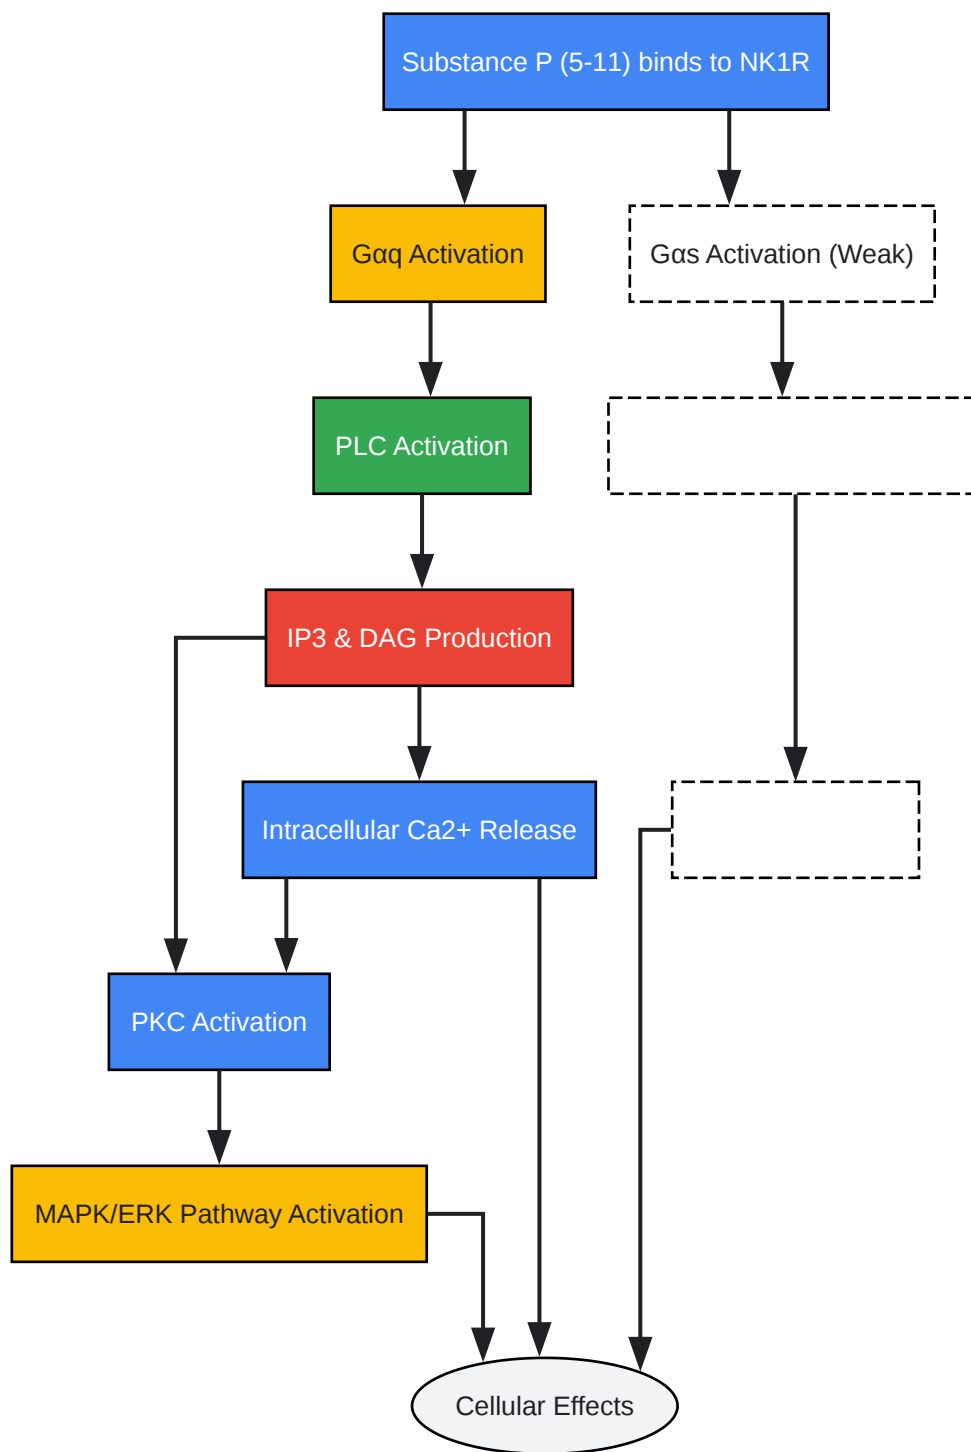 Substance P (5-11) binds to NK1R
Gαq Activation
Gαs Activation (Weak)
PLC Activation
IP3 & DAG Production
Intracellular Ca2+ Release
PKC Activation
MAPK/ERK Pathway Activation
Cellular Effects